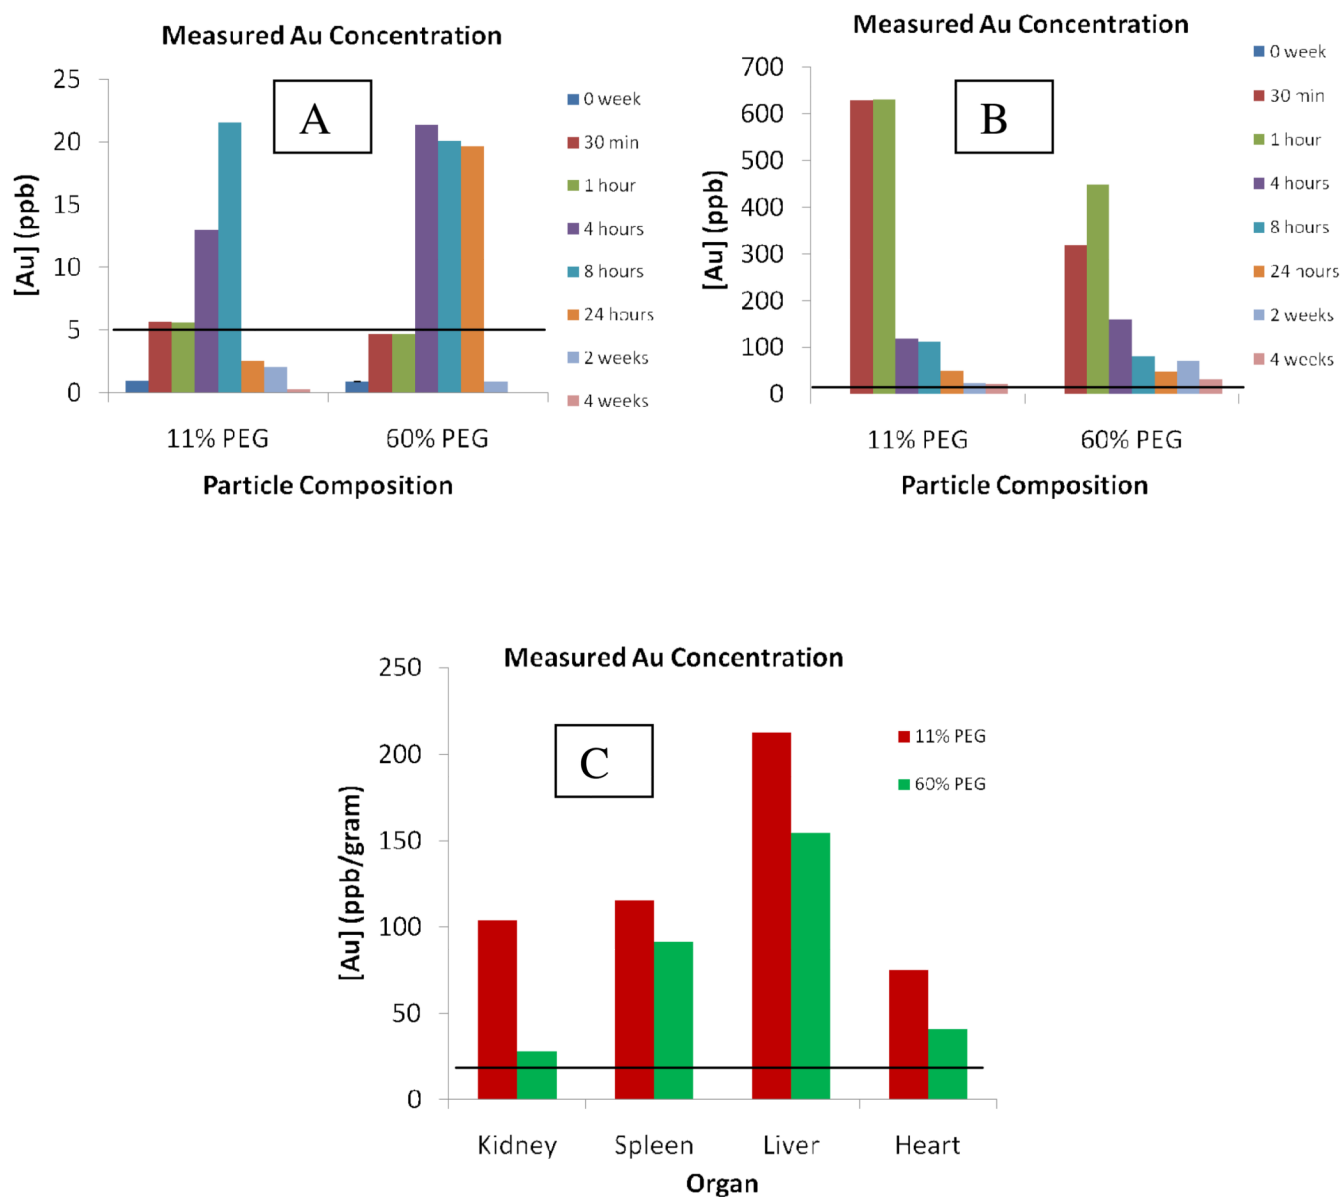 Measured Au Concentration
A
[Au] (ppb)
25
20
15
10
5
0
11% PEG 60% PEG
Particle Composition
0 week
30 min
1 hour
4 hours
8 hours
24 hours
2 weeks
4 weeks
Measured Au Concentration
B
[Au] (ppb)
700
600
500
400
300
200
100
0
11% PEG 60% PEG
Particle Composition
0 week
30 min
1 hour
4 hours
8 hours
24 hours
2 weeks
4 weeks
Measured Au Concentration
C
[Au] (ppb/gram)
250
200
150
100
50
0
Kidney Spleen Liver Heart
Organ
11% PEG
60% PEG